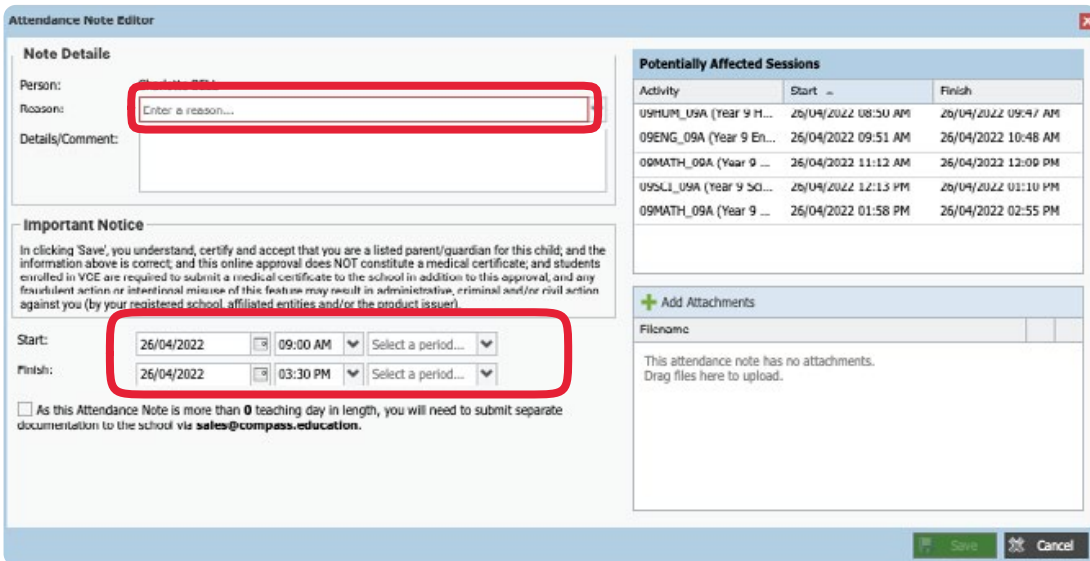 Attendance Note Editor
Note Details
Person:
Reason:
Enter a reason...
Details/Comment:
Important Notice
In clicking 'Save', you understand, certify and accept that you are a listed parent/guardian for this child; and the
information above is correct; and this online approval does NOT constitute a medical certificate; and students
enrolled in VCE are required to submit a medical certificate to the school in addition to this approval, and any
fraudulent action or intentional misuse of this feature may result in administrative, criminal and/or civil action
against you (by your registered school, affiliated entities and/or the product issuer)
Start: 26/04/2022 09:00 AM Select a period...
Finish: 26/04/2022 03:30 PM Select a period...
As this Attendance Note is more than 0 teaching day in length, you will need to submit separate
documentation to the school via sales@compass.education.
Potentially Affected Sessions
Activity Start Finish
09HUM_09A (Year 9 H... 26/04/2022 08:50 AM 26/04/2022 09:47 AM
09ENG_09A (Year 9 En... 26/04/2022 09:51 AM 26/04/2022 10:48 AM
09MATH_09A (Year 9 ... 26/04/2022 11:12 AM 26/04/2022 12:09 PM
09SCI_09A (Year 9 Sci... 26/04/2022 12:13 PM 26/04/2022 01:10 PM
09MATH_09A (Year 9 ... 26/04/2022 01:58 PM 26/04/2022 02:55 PM
Add Attachments
Filename
This attendance note has no attachments.
Drag files here to upload.
Save Cancel